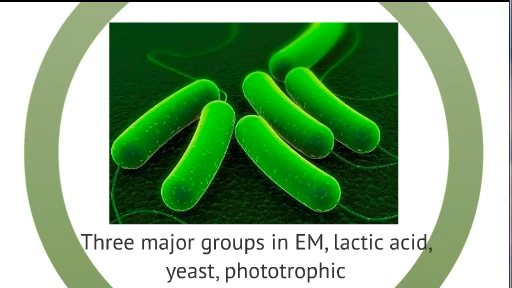 Three major groups in EM, lactic acid,
yeast, phototrophic